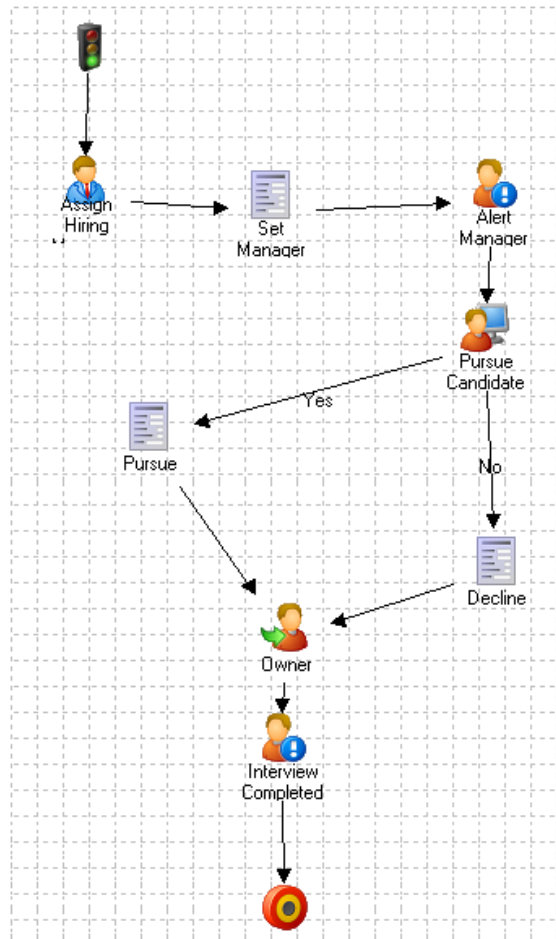 Assign
Hiring
Set
Manager
Alert
Manager
Pursue
Candidate
Yes
Pursue
No
Decline
Owner
Interview
Completed